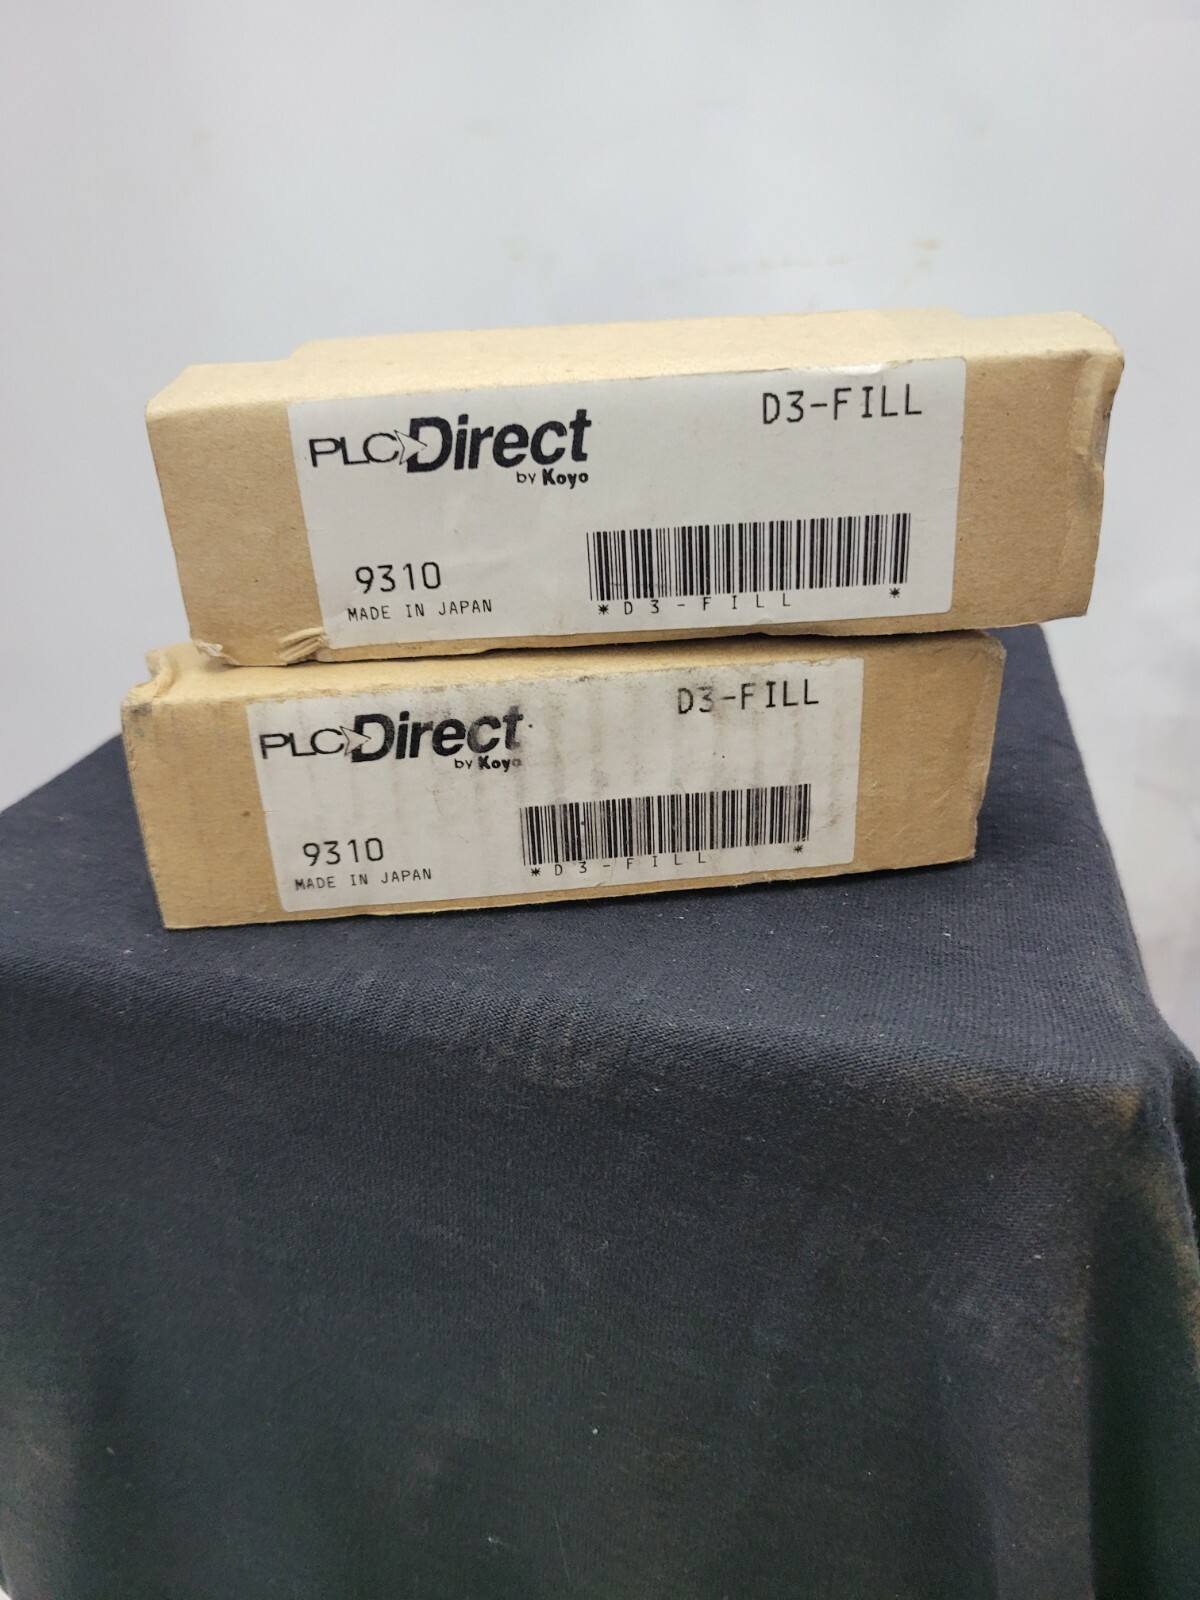 PLC Direct
by Koyo
D3-FILL
9310
MADE IN JAPAN
*D3-FILL *
PLC Direct
by Koyo
D3-FILL
9310
MADE IN JAPAN
*D3-FILL *